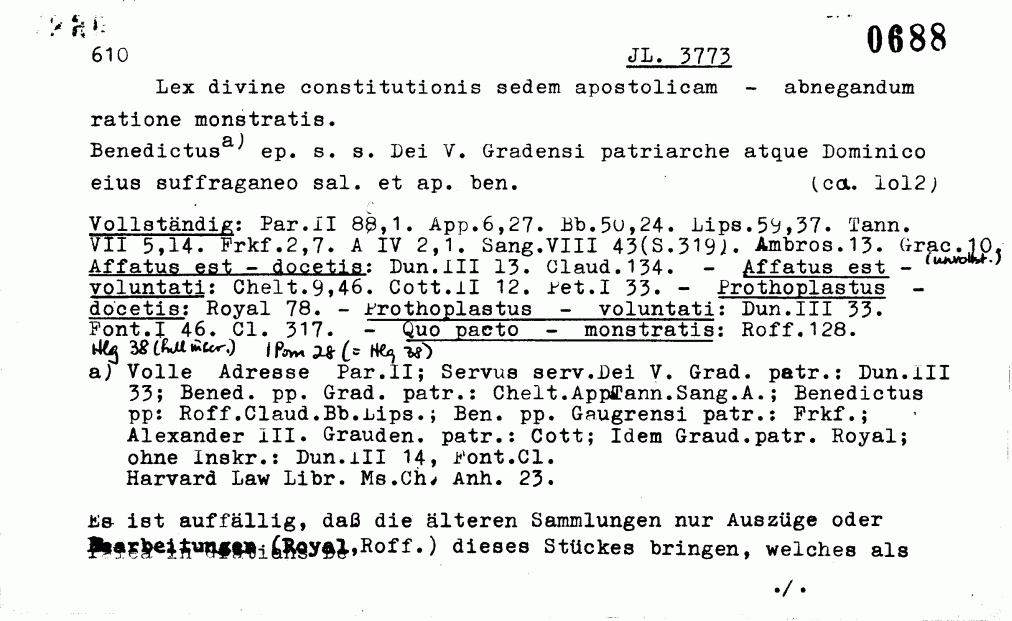 0688
610 JL. 3773
Lex divine constitutionis sedem apostolicam - abnegandum
ratione monstratis.
Benedictus a) ep. s. s. Dei V. Gradensi patriarche atque Dominico
eius suffraganeo sal. et ap. ben. (ca. 1o12)
Vollständig: Par.II 88,1. App.6,27. Bb.50,24. Lips.59,37. Tann.
VII 5,14. Frkf.2,7. A IV 2,1. Sang.VIII 43(S.319). Ambros.13. Grac.10.
(unvollst.)
Affatus est - docetis: Dun.III 13. Claud.134. - Affatus est -
voluntati: Chelt.9,46. Cott.II 12. Pet.I 33. - Prothoplastus -
docetis: Royal 78. - Prothoplastus - voluntati: Dun.III 33.
Font.I 46. Cl. 317. - Quo pacto - monstratis: Roff.128.
Hlg 38 (full incr.) 1 Pom 28 (= Hlg 38)
a) Volle Adresse Par.II; Servus serv.Dei V. Grad. patr.: Dun.III
33; Bened. pp. Grad. patr.: Chelt.App.Tann.Sang.A.; Benedictus
pp: Roff.Claud.Bb.Lips.; Ben. pp. Gaugrensi patr.: Frkf.;
Alexander III. Grauden. patr.: Cott; Idem Graud.patr. Royal;
ohne Inskr.: Dun.III 14, Font.Cl.
Harvard Law Libr. Ms.Ch. Anh. 23.
Es ist auffällig, daß die älteren Sammlungen nur Auszüge oder
Bearbeitungen (Royal,Roff.) dieses Stückes bringen, welches als
./.